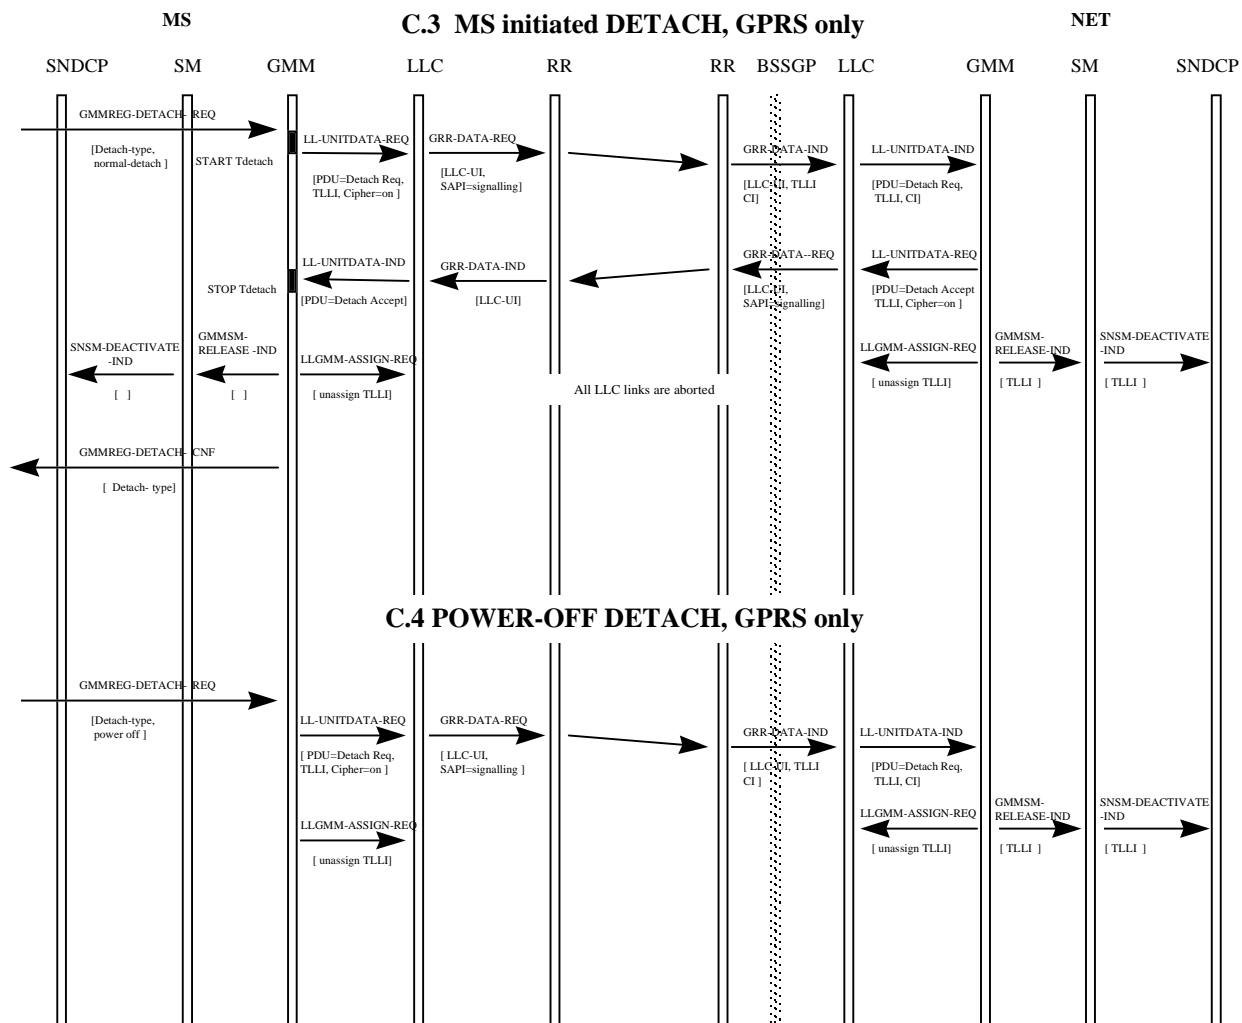 MS
C.3 MS initiated DETACH, GPRS only
NET
SNDCP SM GMM LLC RR RR BSSGP LLC GMM SM SNDCP
GMMREG-DETACH- REQ
[Detach-type,
normal-detach ]
START Tdetach
LL-UNITDATA-REQ
[PDU=Detach Req,
TLLI, Cipher=on ]
GRR-DATA-REQ
[LLC-UI,
SAPI=signalling]
GRR-DATA-IND
[LLC-UI, TLLI
CI]
LL-UNITDATA-IND
[PDU=Detach Req,
TLLI, CI]
LL-UNITDATA-IND
STOP Tdetach
[PDU=Detach Accept]
GRR-DATA-IND
[LLC-UI]
GRR-DATA--REQ
[LLC-UI,
SAPI=signalling]
LL-UNITDATA-REQ
[PDU=Detach Accept
TLLI, Cipher=on ]
SNSM-DEACTIVATE
-IND
[ ]
GMMSM-
RELEASE -IND
[ ]
LLGMM-ASSIGN-REQ
[ unassign TLLI]
All LLC links are aborted
LLGMM-ASSIGN-REQ
[ unassign TLLI]
GMMSM-
RELEASE-IND
[ TLLI ]
SNSM-DEACTIVATE
-IND
[ TLLI ]
GMMREG-DETACH- CNF
[ Detach- type]
C.4 POWER-OFF DETACH, GPRS only
GMMREG-DETACH- REQ
[Detach-type,
power off ]
LL-UNITDATA-REQ
[ PDU=Detach Req,
TLLI, Cipher=on ]
GRR-DATA-REQ
[ LLC-UI,
SAPI=signalling ]
GRR-DATA-IND
[ LLC-UI, TLLI
CI ]
LL-UNITDATA-IND
[PDU=Detach Req,
TLLI, CI]
LLGMM-ASSIGN-REQ
[ unassign TLLI]
LLGMM-ASSIGN-REQ
[ unassign TLLI]
GMMSM-
RELEASE-IND
[ TLLI ]
SNSM-DEACTIVATE
-IND
[ TLLI ]